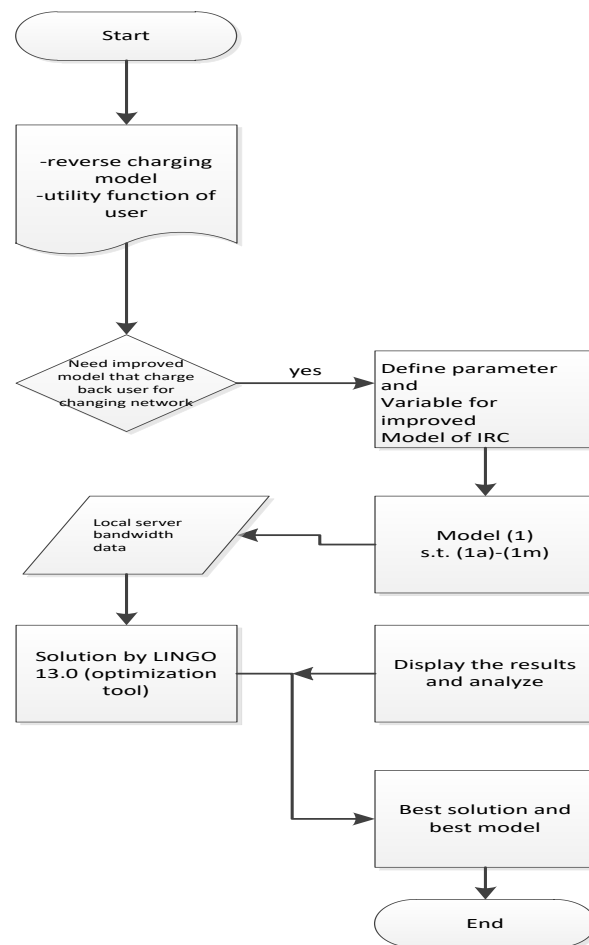 Start
-reverse charging
model
-utility function of
user
Need improved
model that charge
back user for
changing network
yes
Define parameter
and
Variable for
improved
Model of IRC
Local server
bandwidth
data
Model (1)
s.t. (1a)-(1m)
Solution by LINGO
13.0 (optimization
tool)
Display the results
and analyze
Best solution and
best model
End